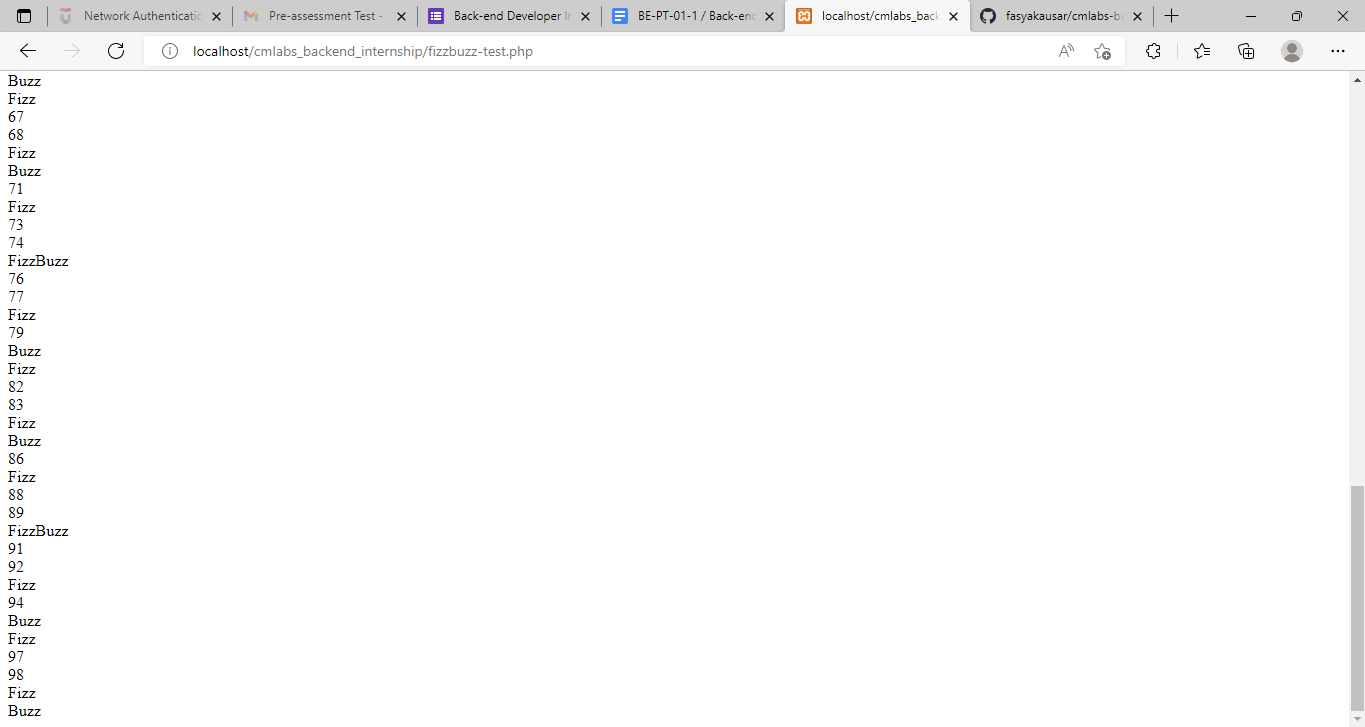 Network Authenticatio
Pre-assessment Test -
Back-end Developer In
BE-PT-01-1 / Back-end
localhost/cmlabs_back
fasyakausar/cmlabs-ba
localhost/cmlabs_backend_internship/fizzbuzz-test.php
Buzz
Fizz
67
68
Fizz
Buzz
71
Fizz
73
74
FizzBuzz
76
77
Fizz
79
Buzz
Fizz
82
83
Fizz
Buzz
86
Fizz
88
89
FizzBuzz
91
92
Fizz
94
Buzz
Fizz
97
98
Fizz
Buzz